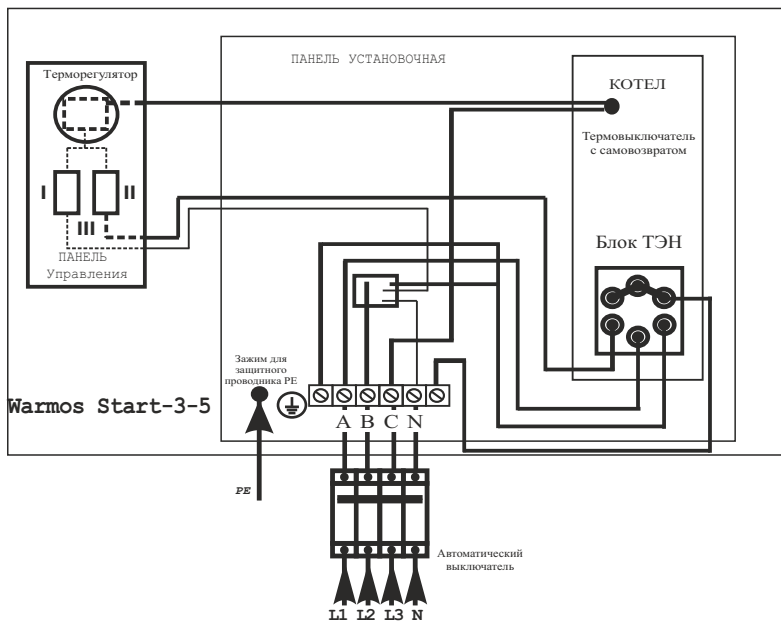 ПАНЕЛЬ УСТАНОВОЧНАЯ
Терморегулятор
КОТЕЛ
Термовыключатель
с самовозвратом
I
II
III
ПАНЕЛЬ
Управления
Блок ТЭН
Зажим для
защитного
проводника PE
Warmos Start-3-5
A B C N
PE
Автоматический
выключатель
L1 L2 L3 N